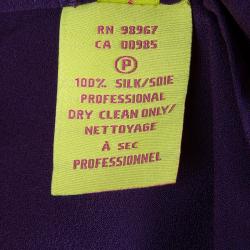 RN 98967
CA 00985
P
100% SILK/SOIE
PROFESSIONAL
DRY CLEAN ONLY/
NETTOYAGE
À SEC
PROFESSIONNEL